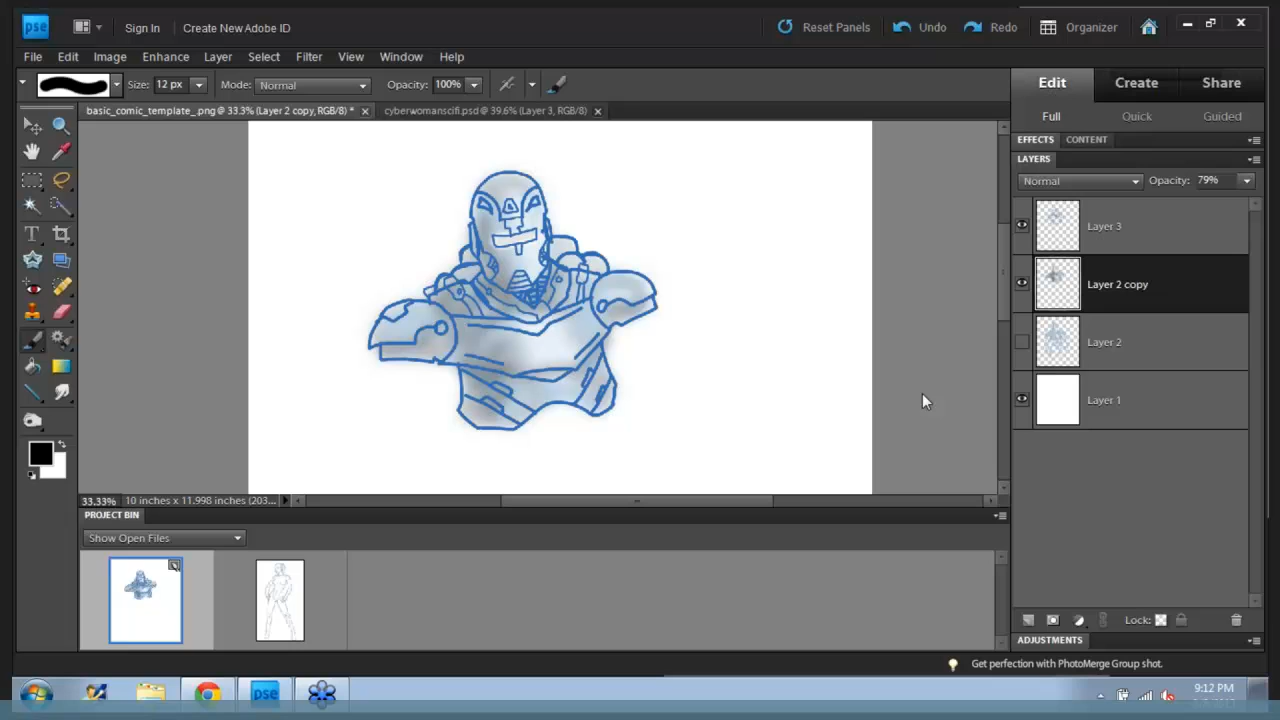 pse Sign In Create New Adobe ID Reset Panels Undo Redo Organizer
File Edit Image Enhance Layer Select Filter View Window Help
Size: 12 px Mode: Normal Opacity: 100% Edit Create Share
basic_comic_template_.png @ 33.3% (Layer 2 copy, RGB/8) * cyberwomanscifi.psd @ 39.6% (Layer 3, RGB/8)
Full Quick Guided
EFFECTS CONTENT
LAYERS
Normal Opacity: 79%
Layer 3
Layer 2 copy
Layer 2
Layer 1
33.33% 10 inches x 11.998 inches (203...
PROJECT BIN
Show Open Files
Lock:
ADJUSTMENTS
Get perfection with PhotoMerge Group shot.
pse 9:12 PM